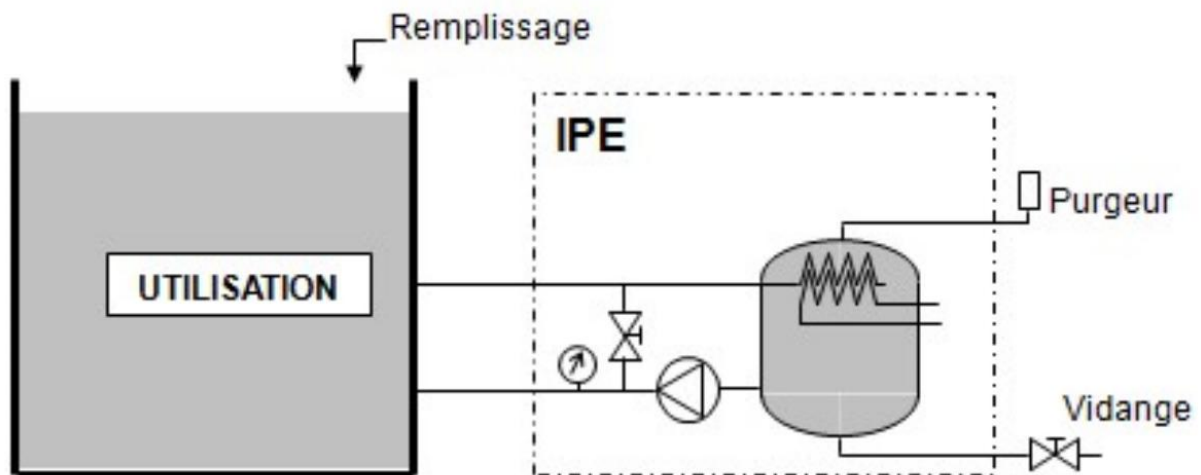 Remplissage
IPE
Purgeur
UTILISATION
Vidange